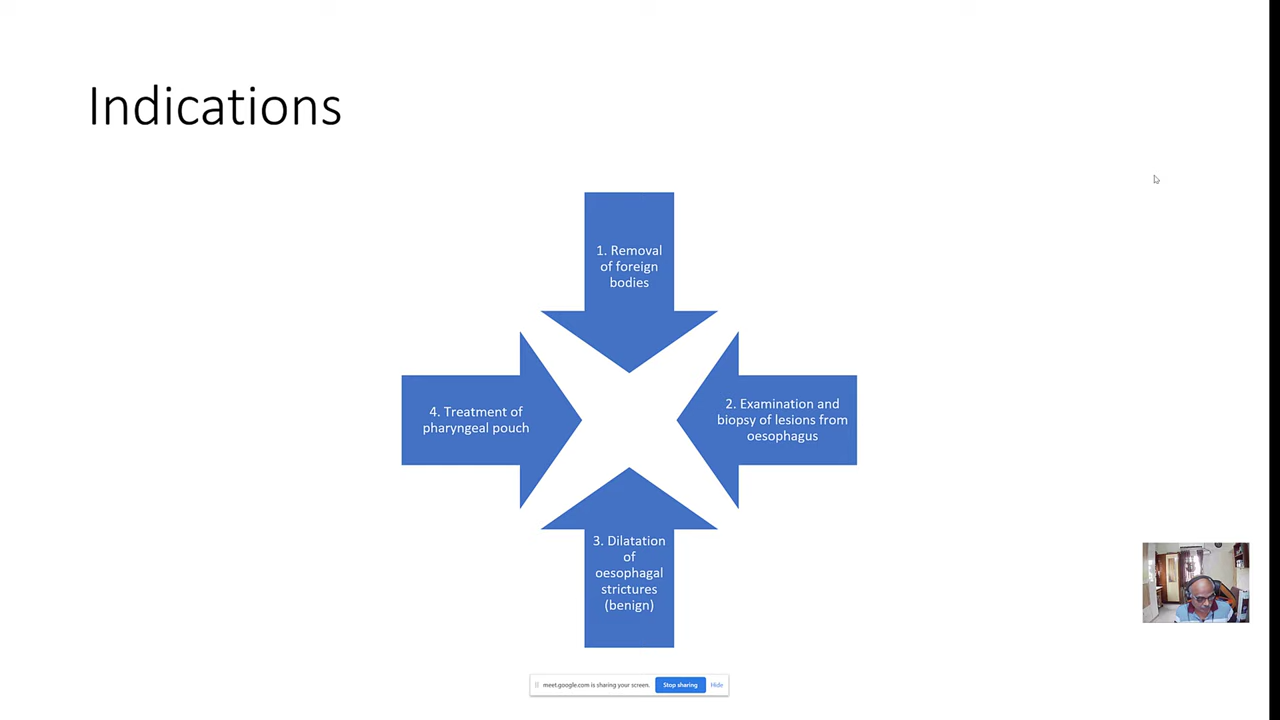 Indications
1. Removal
of foreign
bodies
2. Examination and
biopsy of lesions from
oesophagus
3. Dilatation
of
oesophagal
strictures
(benign)
4. Treatment of
pharyngeal pouch
meet.google.com is sharing your screen.
Stop sharing
Hide